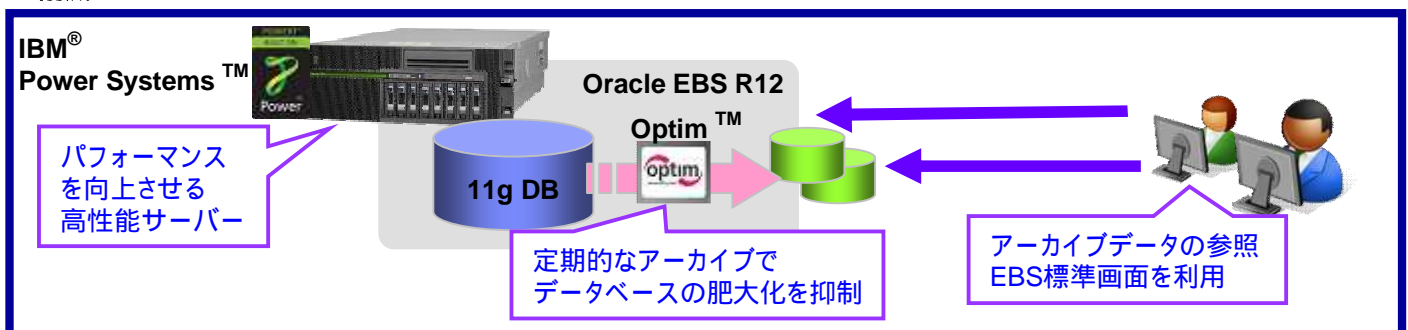 IBM®
Power Systems ™
Power
Oracle EBS R12
Optim ™
optim
11g DB
パフォーマンス
を向上させる
高性能サーバー
定期的なアーカイブで
データベースの肥大化を抑制
アーカイブデータの参照
EBS標準画面を利用